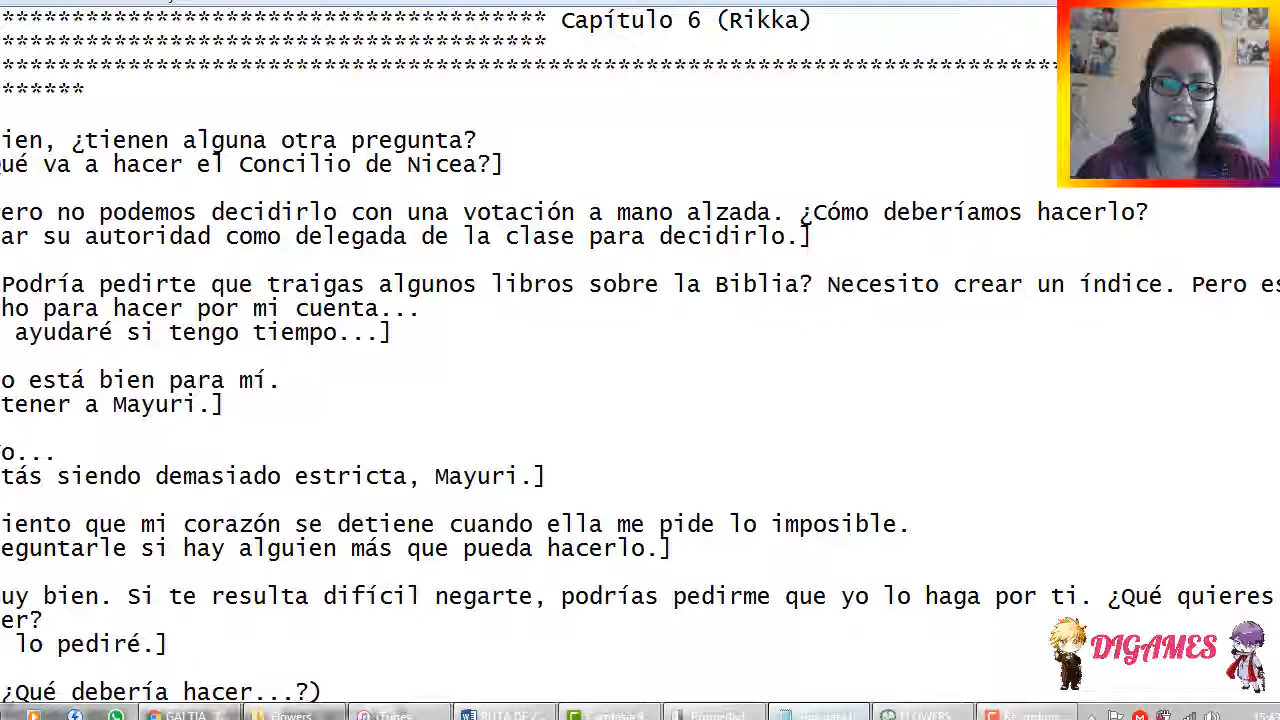 *************************************** Capítulo 6 (Rikka)
***************************************
***************************************************************************
******
ien, ¿tienen alguna otra pregunta?
Qué va a hacer el Concilio de Nicea?]
ero no podemos decidirlo con una votación a mano alzada. ¿Cómo deberíamos hacerlo?
ar su autoridad como delegada de la clase para decidirlo.]
Podría pedirte que traigas algunos libros sobre la Biblia? Necesito crear un índice. Pero es
ho para hacer por mi cuenta...
ayudaré si tengo tiempo...]
o está bien para mí.
tener a Mayuri.]
o...
tás siendo demasiado estricta, Mayuri.]
iento que mi corazón se detiene cuando ella me pide lo imposible.
eguntarle si hay alguien más que pueda hacerlo.]
uy bien. Si te resulta difícil negarte, podrías pedirme que yo lo haga por ti. ¿Qué quieres
er?
lo pediré.]
DIGAMES
¿Qué debería hacer...?)
Flowers iTunes RUTA DE